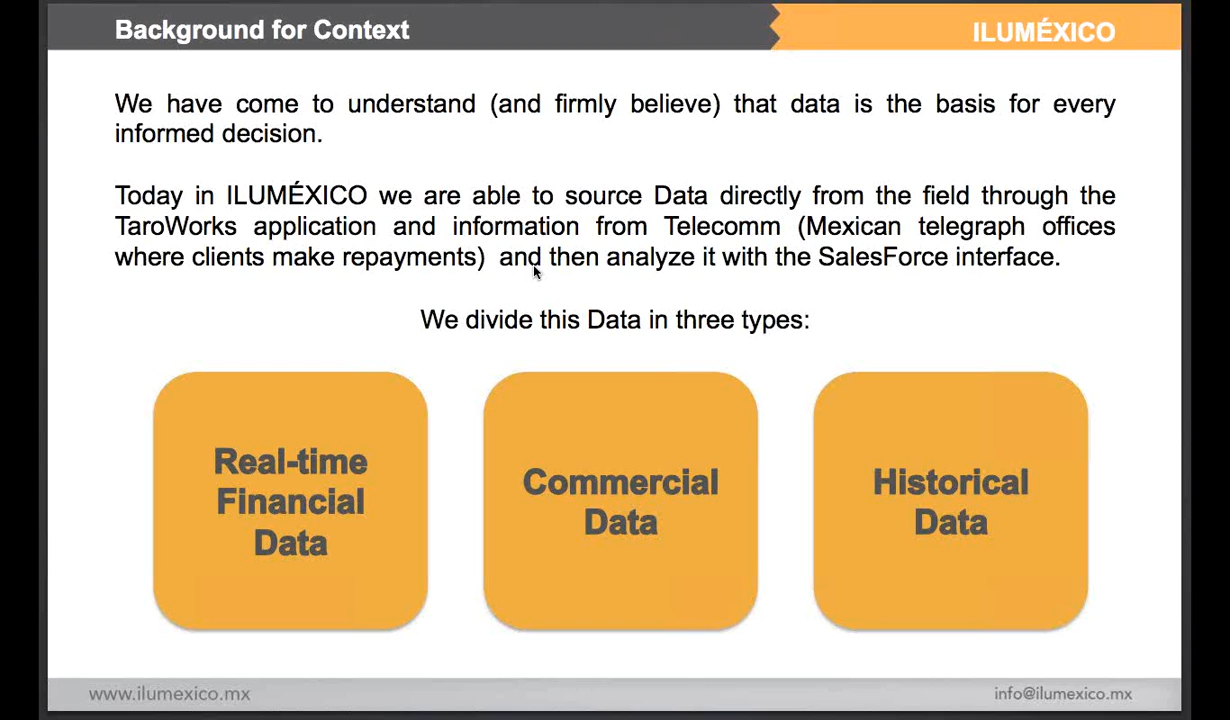 Background for Context
ILUMÉXICO
We have come to understand (and firmly believe) that data is the basis for every
informed decision.
Today in ILUMÉXICO we are able to source Data directly from the field through the
TaroWorks application and information from Telecomm (Mexican telegraph offices
where clients make repayments) and then analyze it with the SalesForce interface.
We divide this Data in three types:
Real-time
Financial
Data
Commercial
Data
Historical
Data
www.ilumexico.mx
info@ilumexico.mx